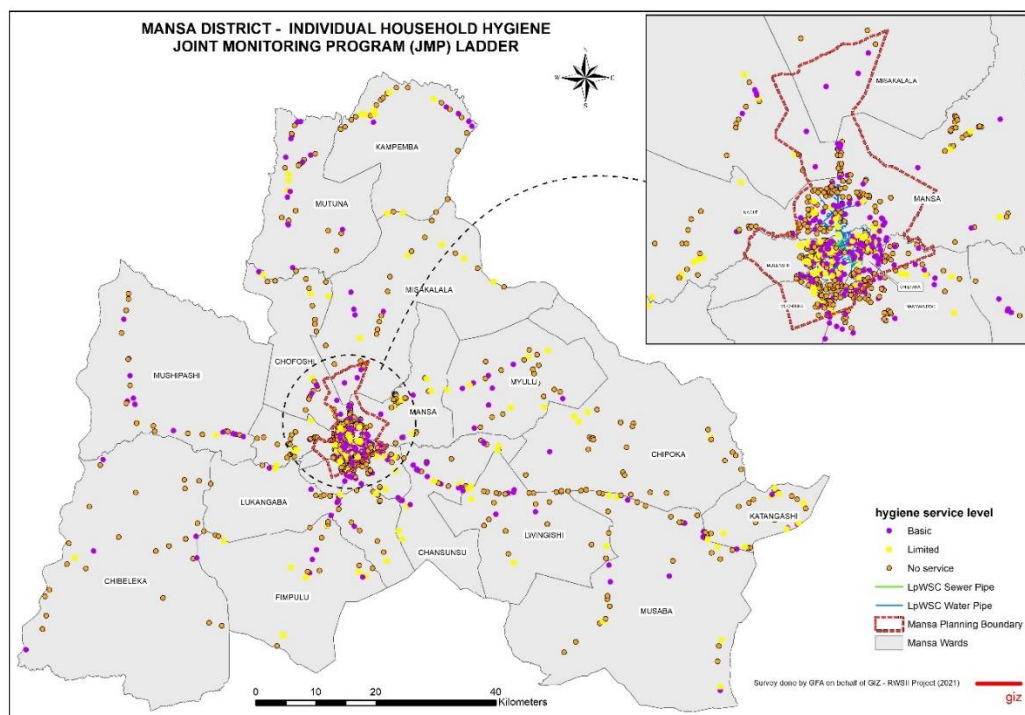 MANSA DISTRICT - INDIVIDUAL HOUSEHOLD HYGIENE
JOINT MONITORING PROGRAM (JMP) LADDER
N
W
E
S
MISAKALALA
MANSA
KAMPEMBA
MUTUNA
MISAKALALA
CHOFOSHI
MUSHIPASHI
MYULU
MANSA
CHIPOKA
LUKANGABA
KATANGASHI
LWINGISHI
CHANSUNSU
CHIBELEKA
FIMPULU
MUSABA
hygiene service level
Basic
Limited
No service
LpWSC Sewer Pipe
LpWSC Water Pipe
Mansa Planning Boundary
Mansa Wards
0 5 10 20 40
Kilometers
Survey done by GFA on behalf of GIZ - RWSII Project (2021)
giz